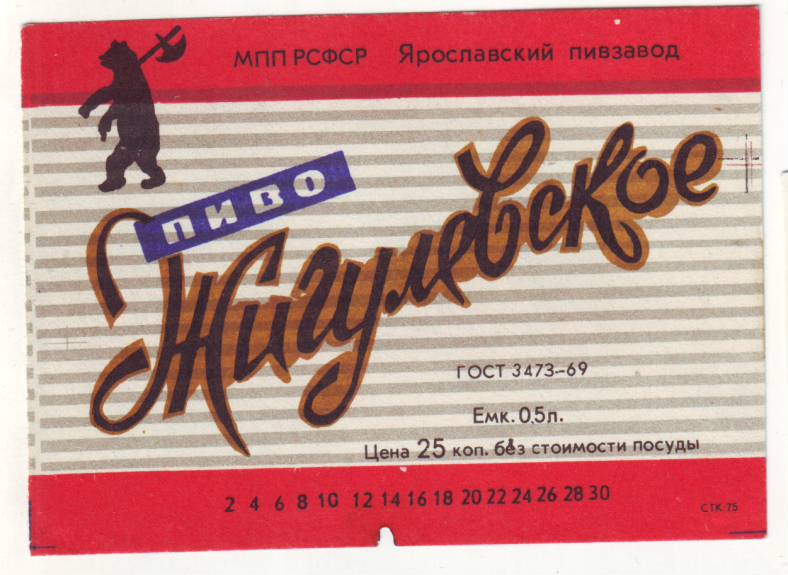 МПП РСФСР Ярославский пивзавод
ПИВО
Жигулевское
ГОСТ 3473-69
Емк. 0,5л.
Цена 25 коп. без стоимости посуды
2 4 6 8 10 12 14 16 18 20 22 24 26 28 30
СТК 75